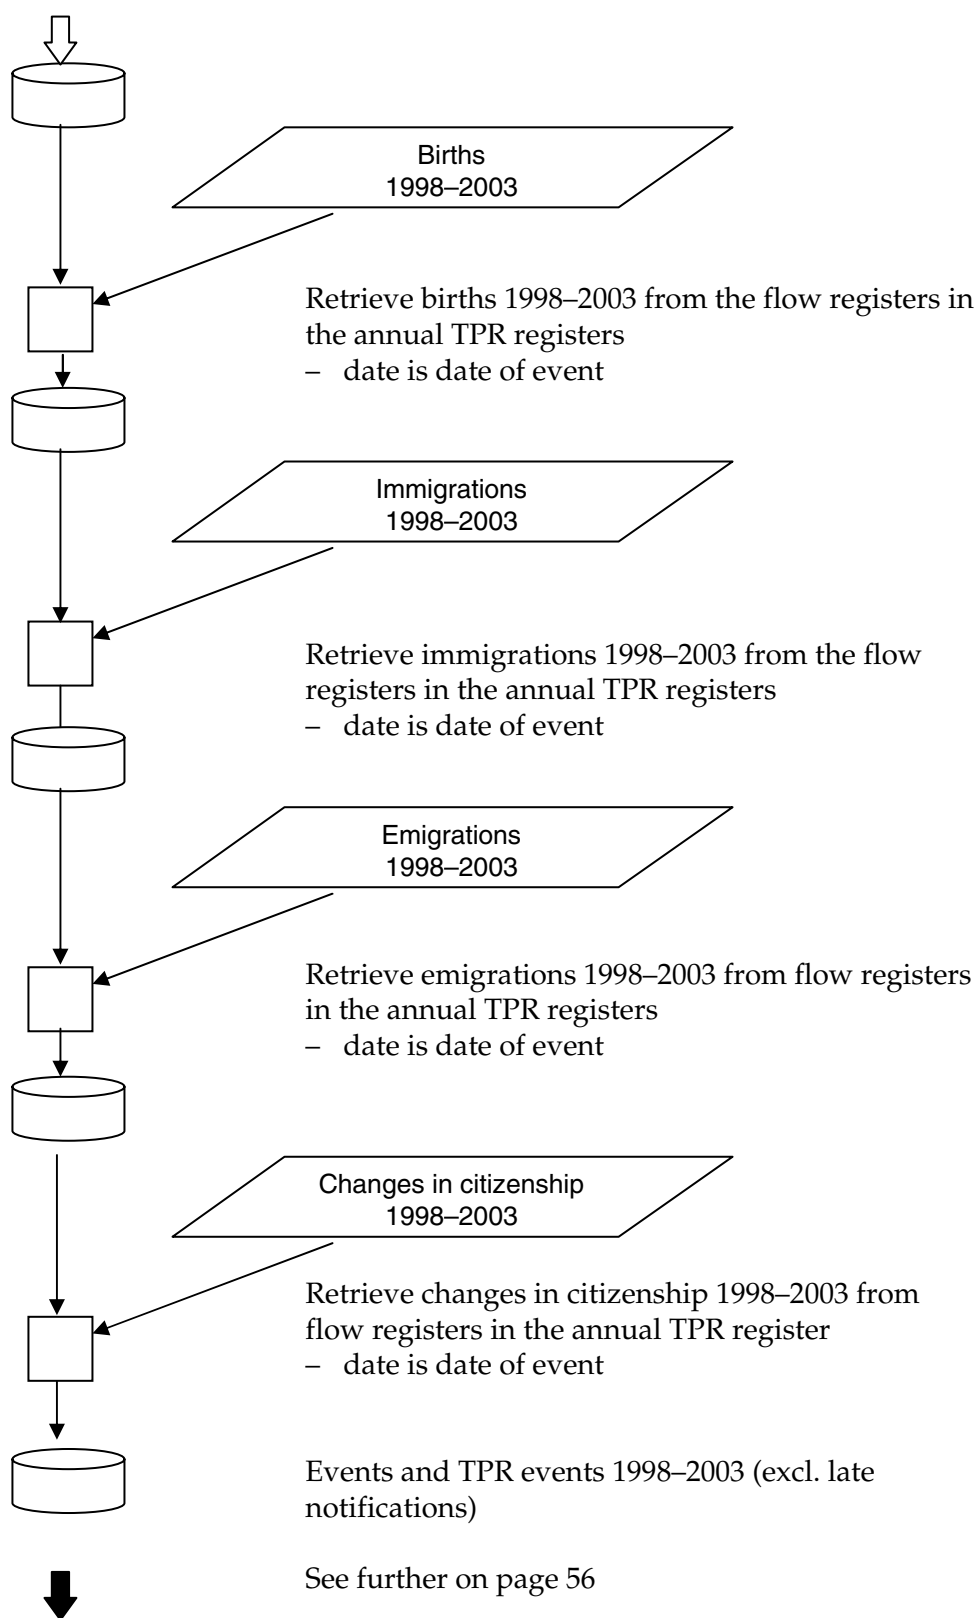 Births
1998–2003
Retrieve births 1998–2003 from the flow registers in
the annual TPR registers
– date is date of event
Immigrations
1998–2003
Retrieve immigrations 1998–2003 from the flow
registers in the annual TPR registers
– date is date of event
Emigrations
1998–2003
Retrieve emigrations 1998–2003 from flow registers
in the annual TPR registers
– date is date of event
Changes in citizenship
1998–2003
Retrieve changes in citizenship 1998–2003 from
flow registers in the annual TPR register
– date is date of event
Events and TPR events 1998–2003 (excl. late
notifications)
See further on page 56